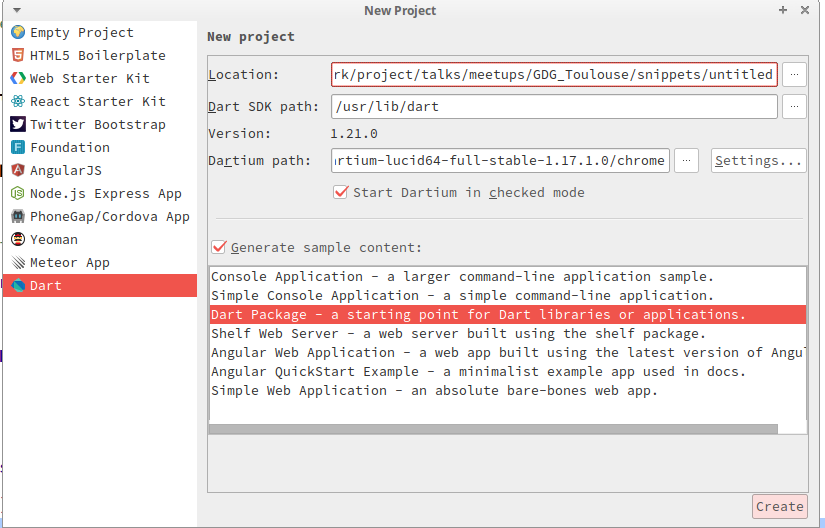 New Project
Empty Project
HTML5 Boilerplate
Web Starter Kit
React Starter Kit
Twitter Bootstrap
Foundation
AngularJS
Node.js Express App
PhoneGap/Cordova App
Yeoman
Meteor App
Dart
New project
Location: rk/project/talks/meetups/GDG_Toulouse/snippets/untitled ...
Dart SDK path: /usr/lib/dart ...
Version: 1.21.0
Dartium path: artium-lucid64-full-stable-1.17.1.0/chrome ... Settings...
Start Dartium in checked mode
Generate sample content:
Console Application - a larger command-line application sample.
Simple Console Application - a simple command-line application.
Dart Package - a starting point for Dart libraries or applications.
Shelf Web Server - a web server built using the shelf package.
Angular Web Application - a web app built using the latest version of Angul
Angular QuickStart Example - a minimalist example app used in docs.
Simple Web Application - an absolute bare-bones web app.
Create